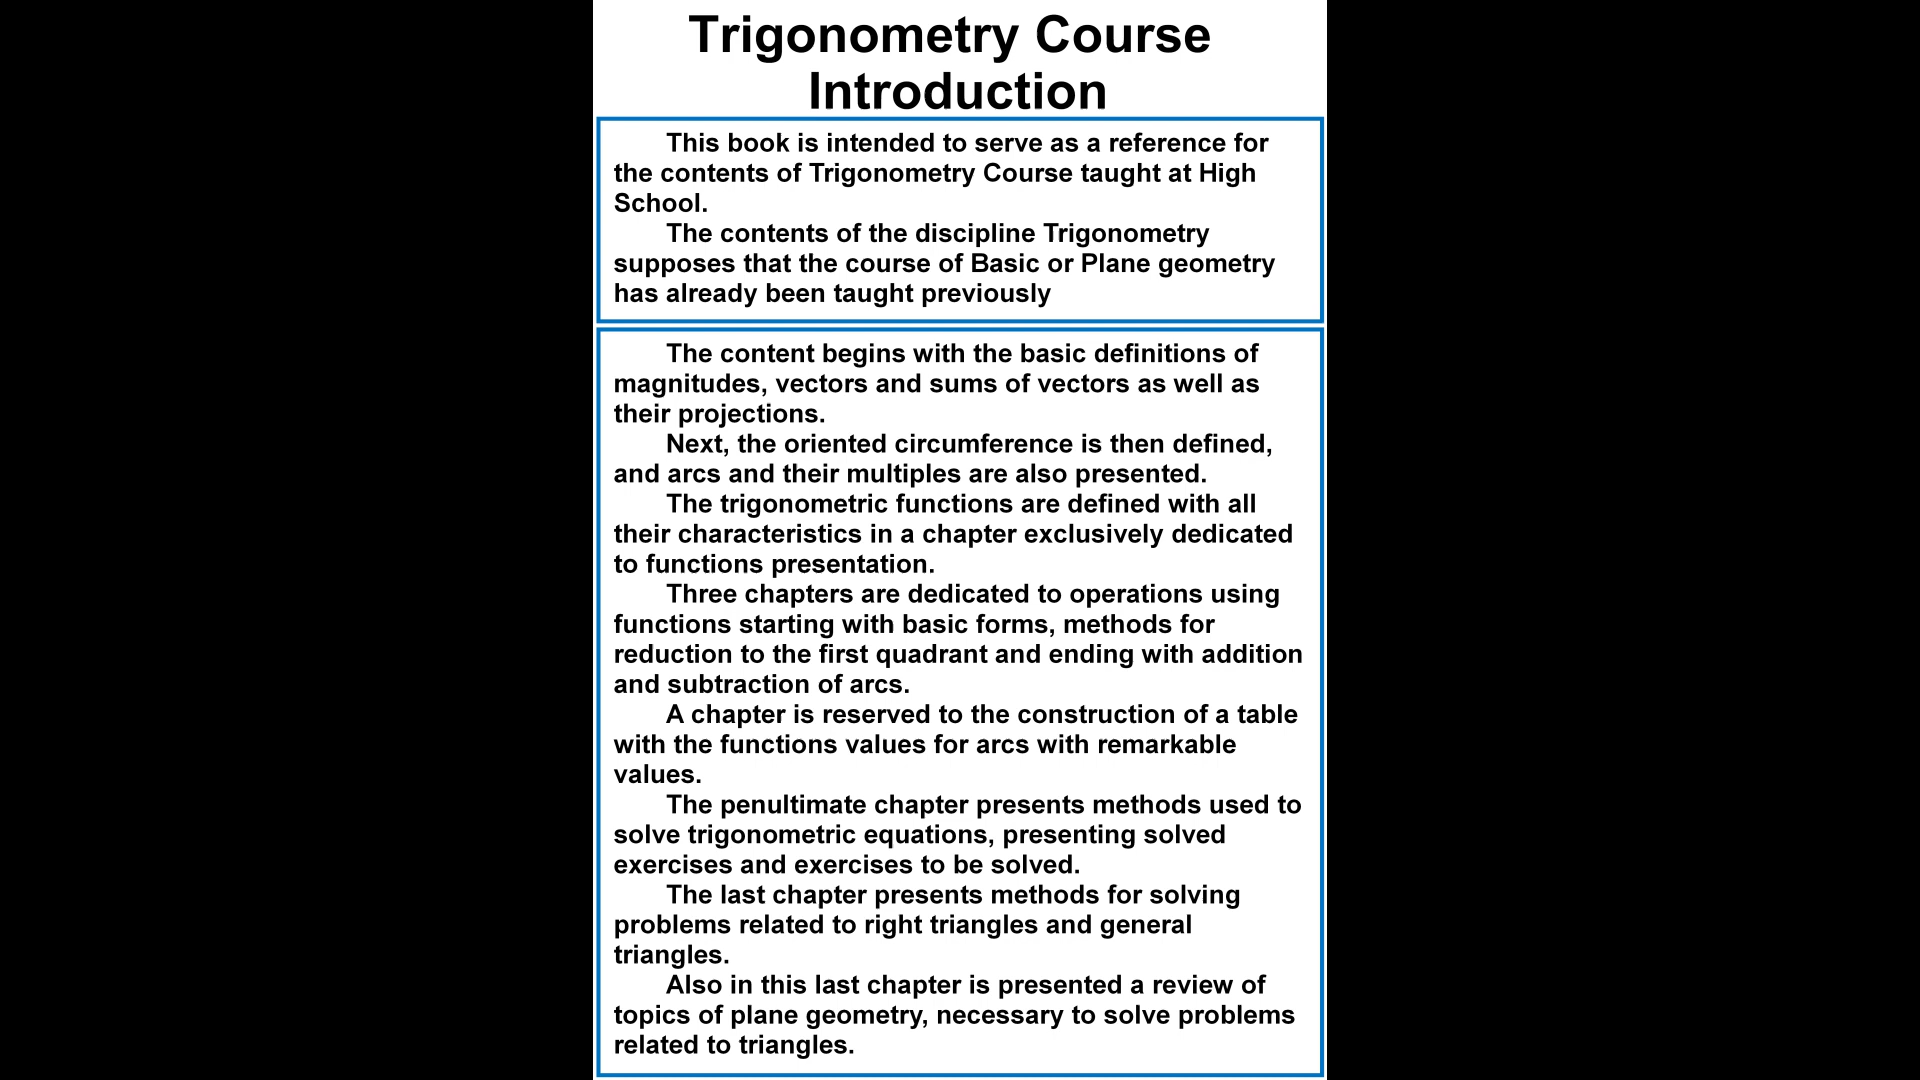 Trigonometry Course
Introduction
This book is intended to serve as a reference for
the contents of Trigonometry Course taught at High
School.
The contents of the discipline Trigonometry
supposes that the course of Basic or Plane geometry
has already been taught previously
The content begins with the basic definitions of
magnitudes, vectors and sums of vectors as well as
their projections.
Next, the oriented circumference is then defined,
and arcs and their multiples are also presented.
The trigonometric functions are defined with all
their characteristics in a chapter exclusively dedicated
to functions presentation.
Three chapters are dedicated to operations using
functions starting with basic forms, methods for
reduction to the first quadrant and ending with addition
and subtraction of arcs.
A chapter is reserved to the construction of a table
with the functions values for arcs with remarkable
values.
The penultimate chapter presents methods used to
solve trigonometric equations, presenting solved
exercises and exercises to be solved.
The last chapter presents methods for solving
problems related to right triangles and general
triangles.
Also in this last chapter is presented a review of
topics of plane geometry, necessary to solve problems
related to triangles.